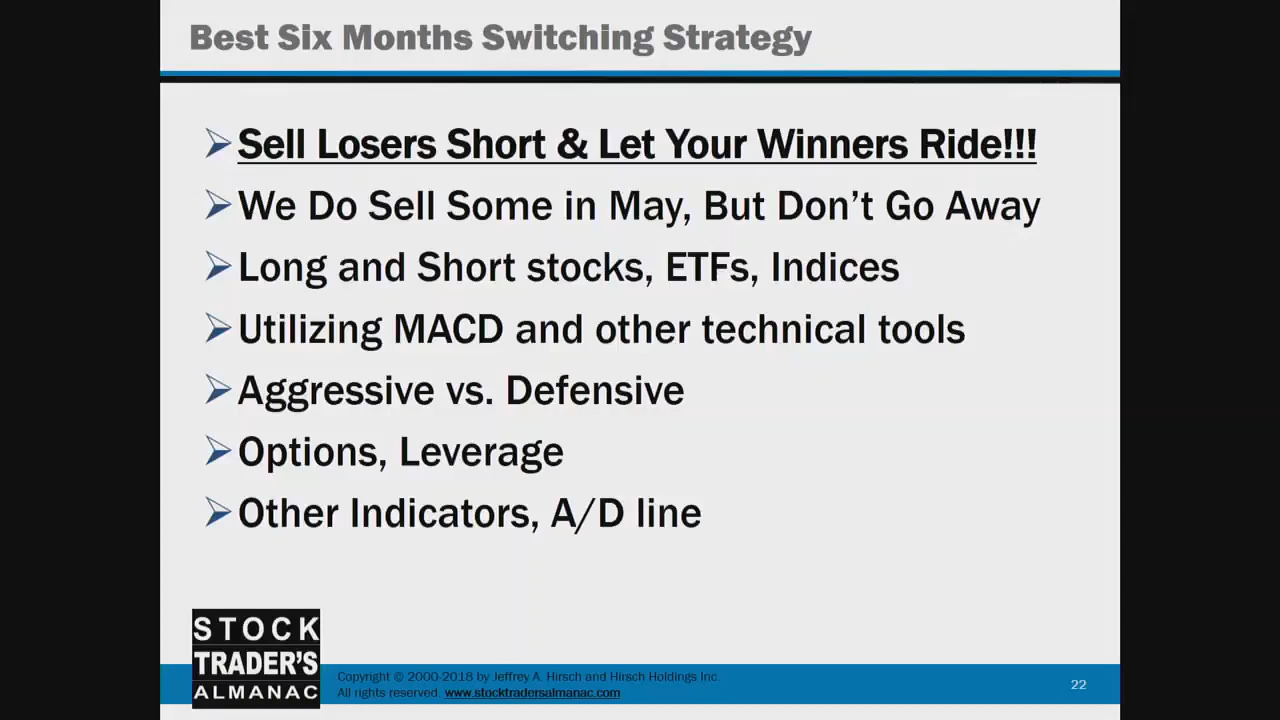 Best Six Months Switching Strategy
Sell Losers Short & Let Your Winners Ride!!!
We Do Sell Some in May, But Don’t Go Away
Long and Short stocks, ETFs, Indices
Utilizing MACD and other technical tools
Aggressive vs. Defensive
Options, Leverage
Other Indicators, A/D line
STOCK
TRADER'S
ALMANAC
Copyright © 2000-2018 by Jeffrey A. Hirsch and Hirsch Holdings Inc.
All rights reserved. www.stocktradersalmanac.com
22